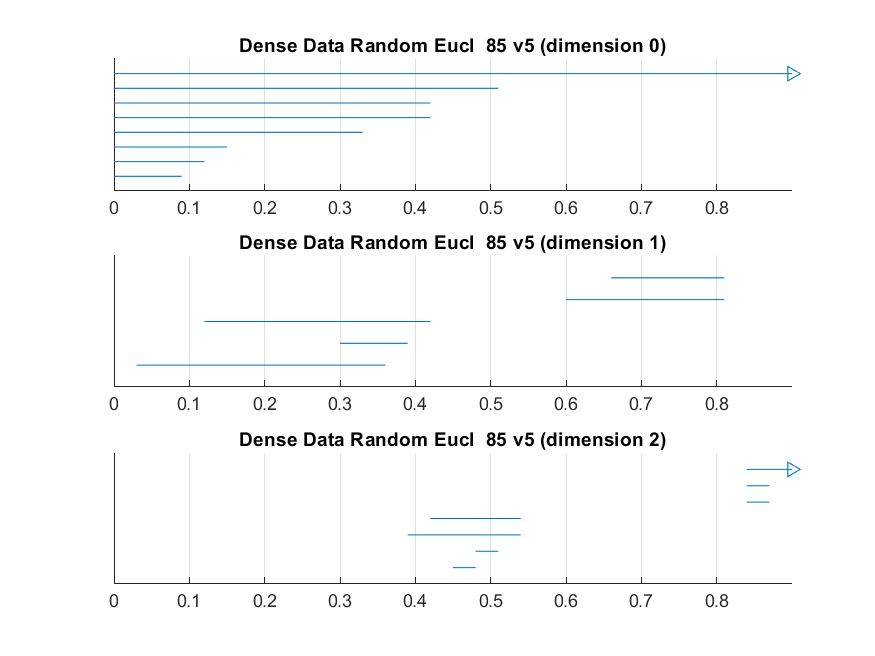 Dense Data Random Eucl  85 v5 (dimension 0)
0 0.1 0.2 0.3 0.4 0.5 0.6 0.7 0.8
Dense Data Random Eucl  85 v5 (dimension 1)
0 0.1 0.2 0.3 0.4 0.5 0.6 0.7 0.8
Dense Data Random Eucl  85 v5 (dimension 2)
0 0.1 0.2 0.3 0.4 0.5 0.6 0.7 0.8